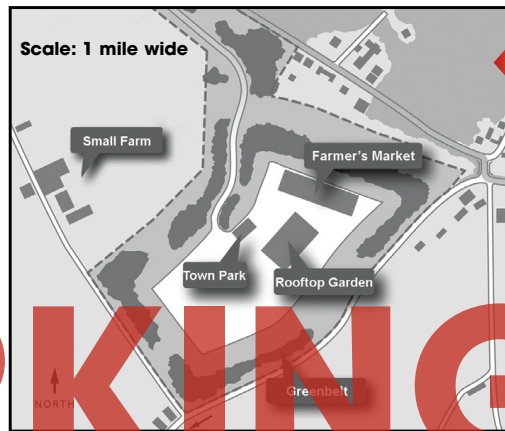 Scale: 1 mile wide
Small Farm
Farmer's Market
Town Park
Rooftop Garden
Greenbelt
NORTH
KING